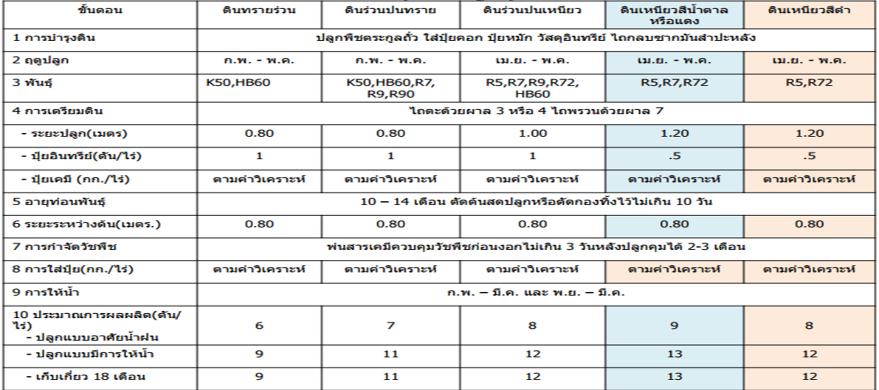 ขั้นตอน ดินทรายร่วน ดินร่วนปนทราย ดินร่วนปนเหนียว ดินเหนียวสีน้ำตาล ดินเหนียวสีดำ
หรือแดง
1 การบำรุงดิน ปลูกพืชตระกูลถั่ว ใส่ปุ๋ยคอก ปุ๋ยหมัก วัสดุอินทรีย์ ไถกลบซากมันสำปะหลัง
2 ฤดูปลูก ก.พ. - พ.ค. ก.พ. - พ.ค. เม.ย. - พ.ค. เม.ย. - พ.ค. เม.ย. - พ.ค.
3 พันธุ์ K50,HB60 K50,HB60,R7, R5,R7,R9,R72, R5,R7,R72 R5,R72
R9,R90 HB60
4 การเตรียมดิน ไถดะด้วยผาล 3 หรือ 4 ไถพรวนด้วยผาล 7
- ระยะปลูก(เมตร) 0.80 0.80 1.00 1.20 1.20
- ปุ๋ยอินทรีย์(ตัน/ไร่) 1 1 1 .5 .5
- ปุ๋ยเคมี (กก./ไร่) ตามค่าวิเคราะห์ ตามค่าวิเคราะห์ ตามค่าวิเคราะห์ ตามค่าวิเคราะห์ ตามค่าวิเคราะห์
5 อายุท่อนพันธุ์ 10 – 14 เดือน ตัดต้นสดปลูกหรือตัดกองทิ้งไว้ไม่เกิน 10 วัน
6 ระยะระหว่างต้น(เมตร.) 0.80 0.80 0.80 0.80 0.80
7 การกำจัดวัชพืช พ่นสารเคมีควบคุมวัชพืชก่อนงอกไม่เกิน 3 วันหลังปลูกคุมได้ 2-3 เดือน
8 การใส่ปุ๋ย(กก./ไร่) ตามค่าวิเคราะห์ ตามค่าวิเคราะห์ ตามค่าวิเคราะห์ ตามค่าวิเคราะห์ ตามค่าวิเคราะห์
9 การให้น้ำ ก.พ. – มี.ค. และ พ.ย. – มี.ค.
10 ประมาณการผลผลิต(ตัน/
ไร่) 6 7 8 9 8
- ปลูกแบบอาศัยน้ำฝน
- ปลูกแบบมีการให้น้ำ 9 11 12 13 12
- เก็บเกี่ยว 18 เดือน 9 11 12 13 12